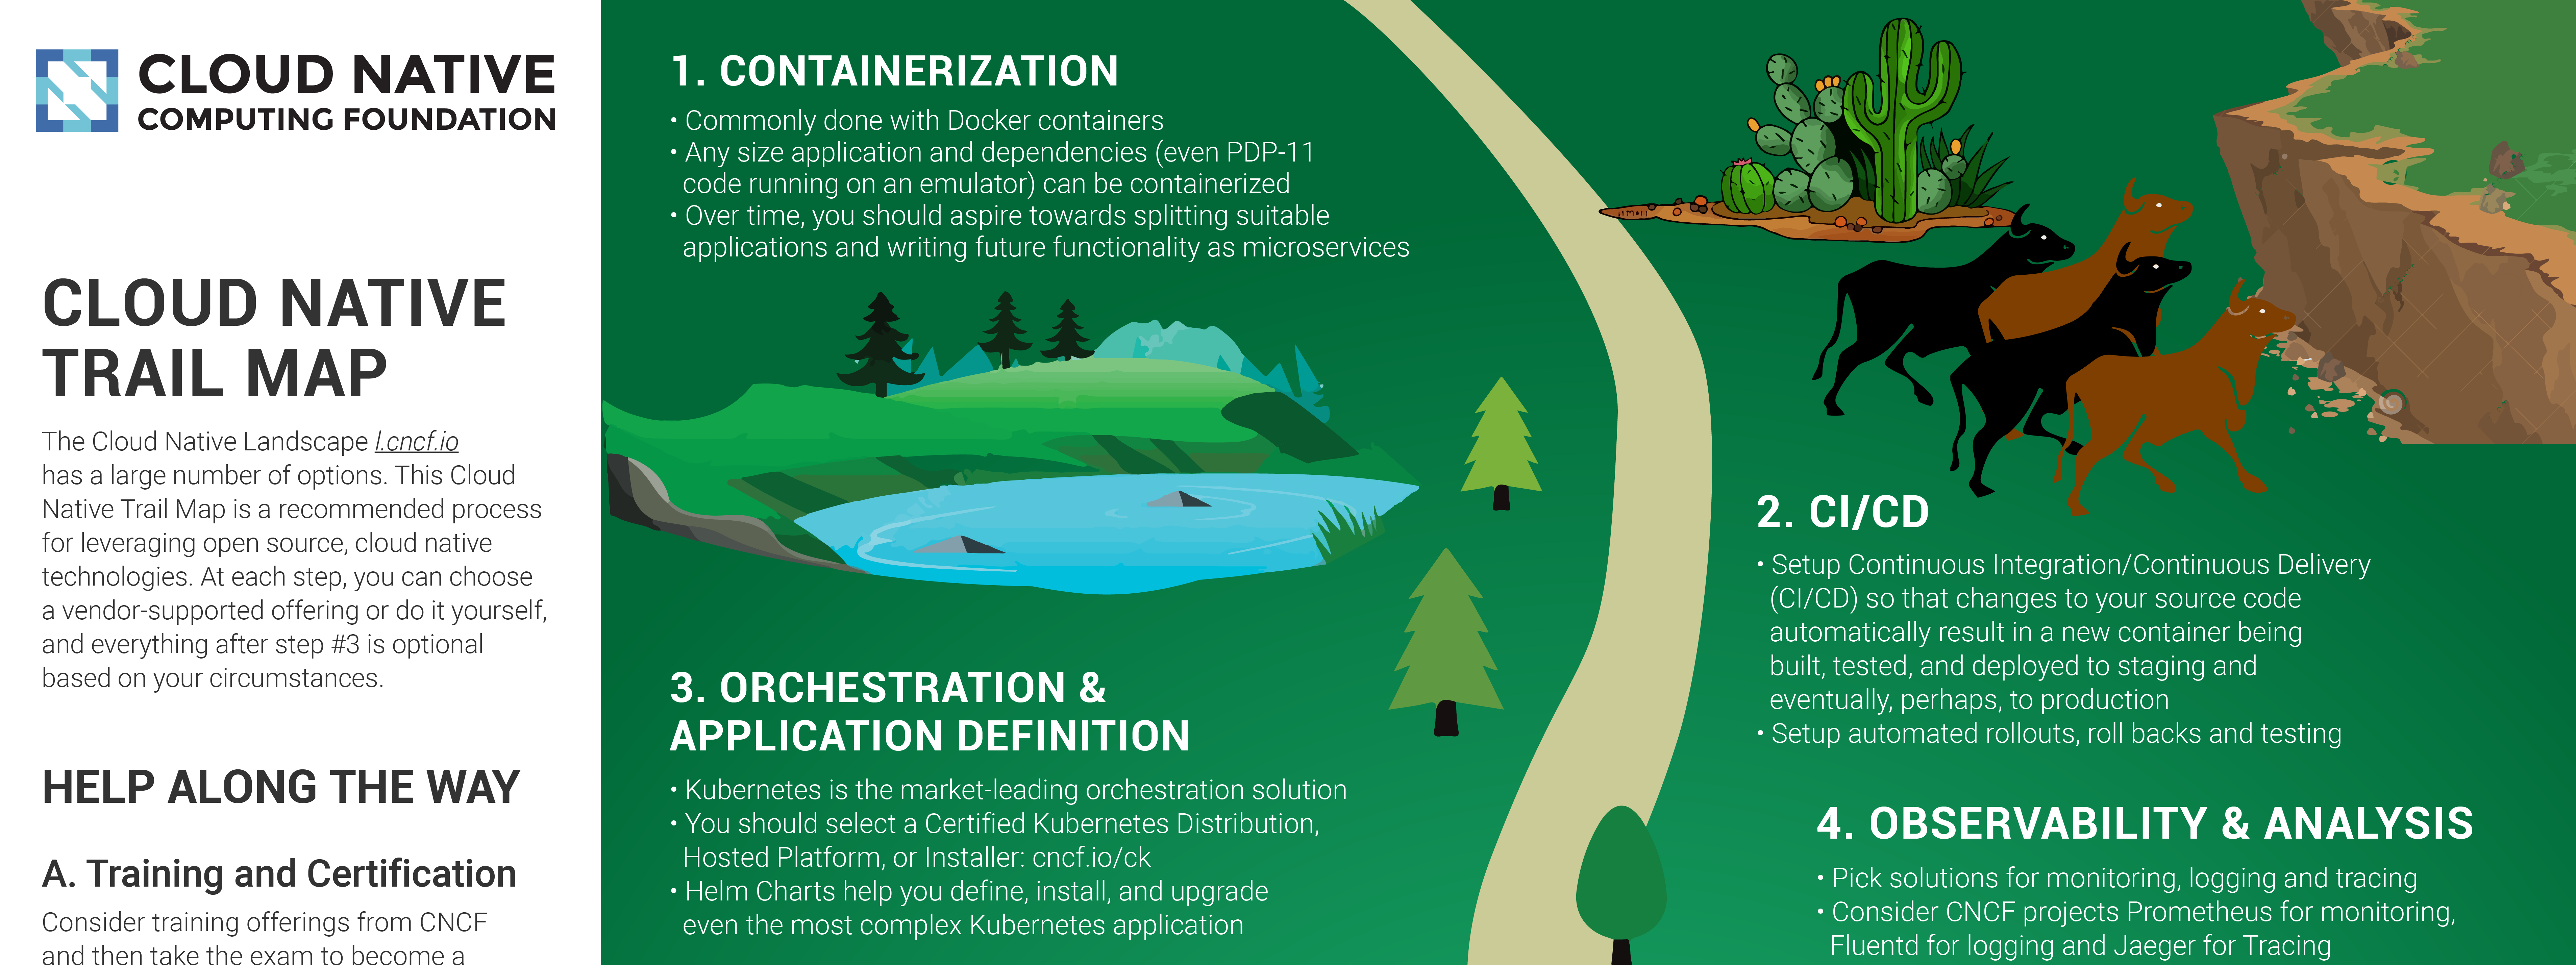 CLOUD NATIVE
COMPUTING FOUNDATION
CLOUD NATIVE
TRAIL MAP
The Cloud Native Landscape l.cncf.io
has a large number of options. This Cloud
Native Trail Map is a recommended process
for leveraging open source, cloud native
technologies. At each step, you can choose
a vendor-supported offering or do it yourself,
and everything after step #3 is optional
based on your circumstances.
HELP ALONG THE WAY
A. Training and Certification
Consider training offerings from CNCF
and then take the exam to become a
1. CONTAINERIZATION
• Commonly done with Docker containers
• Any size application and dependencies (even PDP-11
code running on an emulator) can be containerized
• Over time, you should aspire towards splitting suitable
applications and writing future functionality as microservices
2. CI/CD
• Setup Continuous Integration/Continuous Delivery
(CI/CD) so that changes to your source code
automatically result in a new container being
built, tested, and deployed to staging and
eventually, perhaps, to production
• Setup automated rollouts, roll backs and testing
3. ORCHESTRATION &
APPLICATION DEFINITION
• Kubernetes is the market-leading orchestration solution
• You should select a Certified Kubernetes Distribution,
Hosted Platform, or Installer: cncf.io/ck
• Helm Charts help you define, install, and upgrade
even the most complex Kubernetes application
4. OBSERVABILITY & ANALYSIS
• Pick solutions for monitoring, logging and tracing
• Consider CNCF projects Prometheus for monitoring,
Fluentd for logging and Jaeger for Tracing